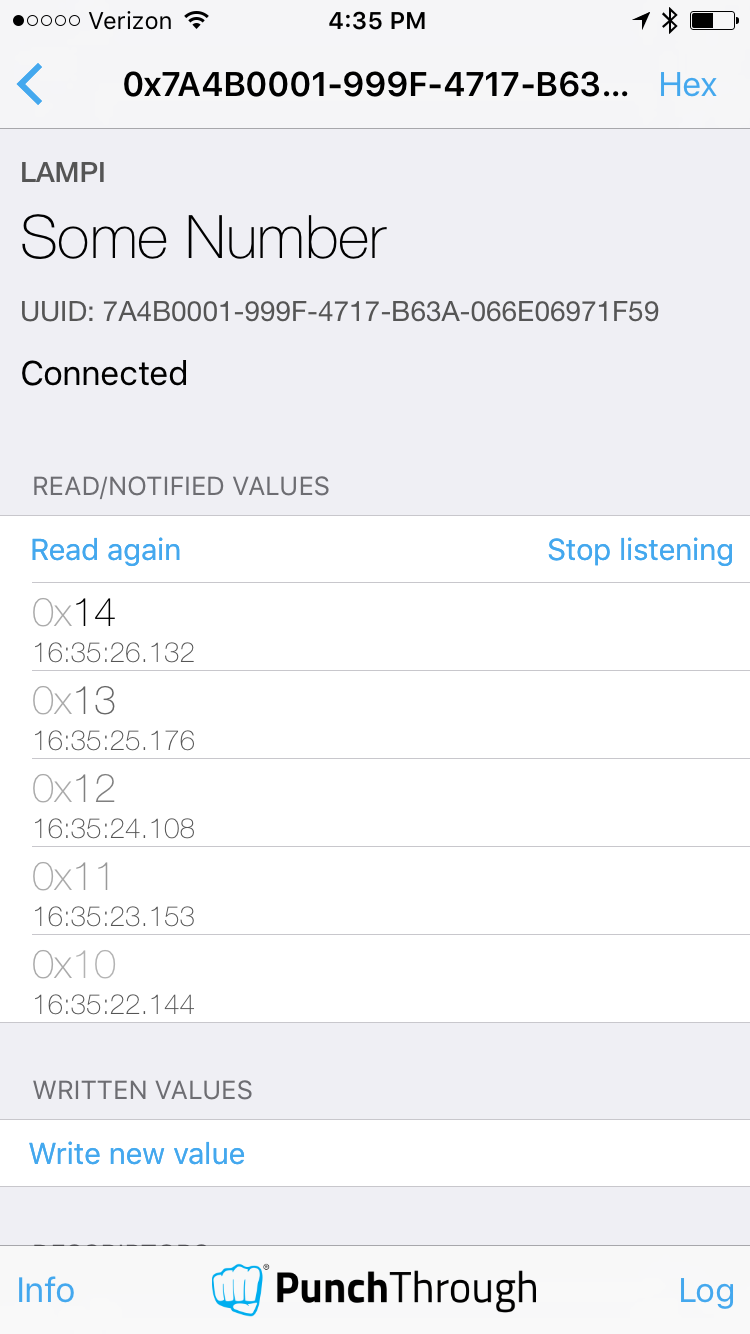 Verizon 4:35 PM
0x7A4B0001-999F-4717-B63... Hex
LAMPI
Some Number
UUID: 7A4B0001-999F-4717-B63A-066E06971F59
Connected
READ/NOTIFIED VALUES
Read again Stop listening
0x14
16:35:26.132
0x13
16:35:25.176
0x12
16:35:24.108
0x11
16:35:23.153
0x10
16:35:22.144
WRITTEN VALUES
Write new value
Info PunchThrough® Log